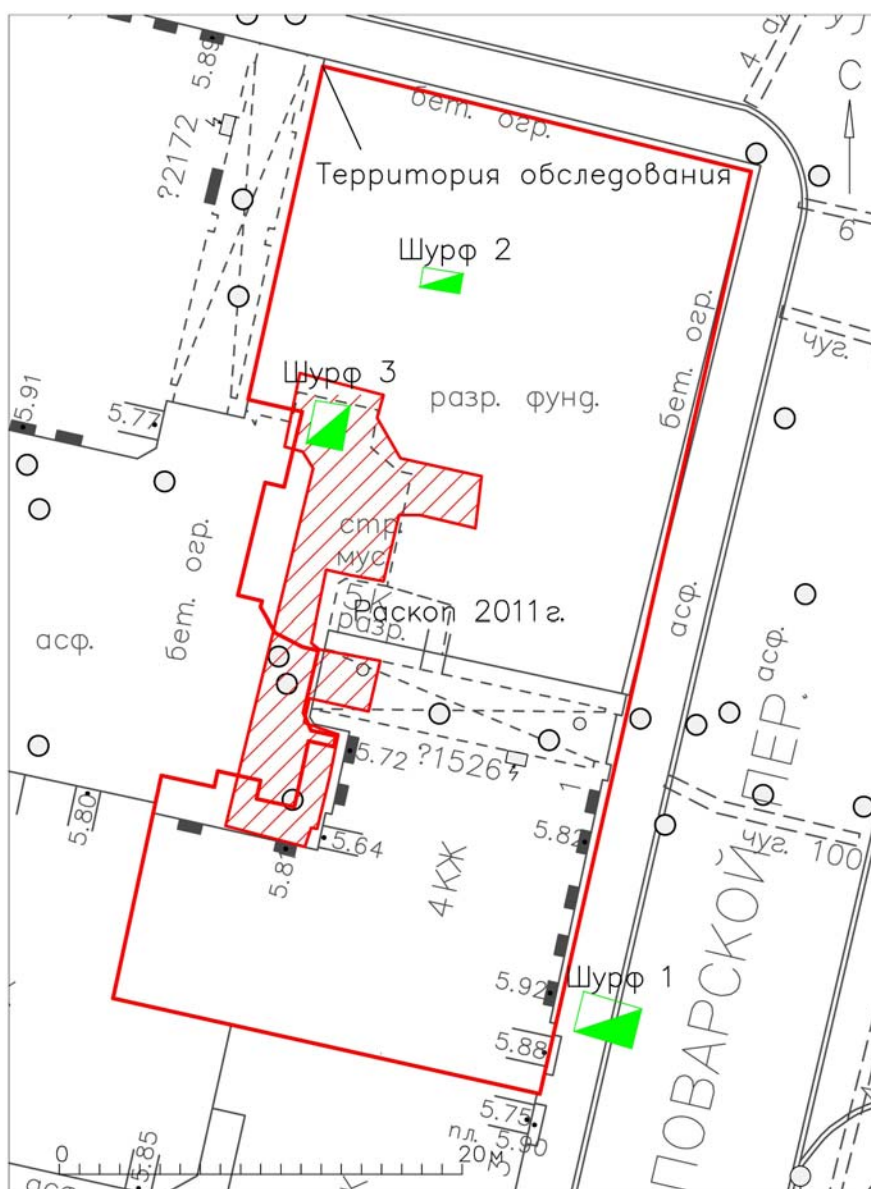 5.89
4
С
бет. огр.
?2172
Территория обследования
6
Шурф 2
бет. огр.
чуг.
Шурф 3
5.91
5.77
разр. фунд.
стр.
мус.
бет. огр.
асф.
5К
Раскоп 2011г.
разр.
асф.
асф.
5.72
?1526
1
ПОВАРСКОЙ ПЕР.
5.80
5.64
5.82
5.81
4КЖ
чуг.
100
5.92
Шурф 1
5.88
5.75
5.90
пл.
0
20м
5.85
асф.